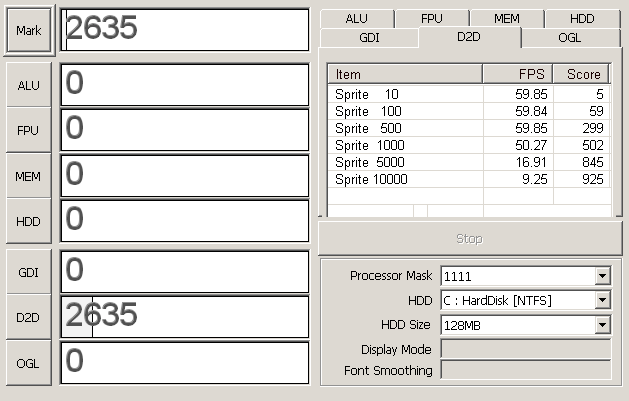 Mark 2635
ALU 0
FPU 0
MEM 0
HDD 0
GDI 0
D2D 2635
OGL 0
ALU FPU MEM HDD
GDI D2D OGL
Item FPS Score
Sprite 10 59.85 5
Sprite 100 59.84 59
Sprite 500 59.85 299
Sprite 1000 50.27 502
Sprite 5000 16.91 845
Sprite 10000 9.25 925
Stop
Processor Mask 1111
HDD C : HardDisk [NTFS]
HDD Size 128MB
Display Mode
Font Smoothing